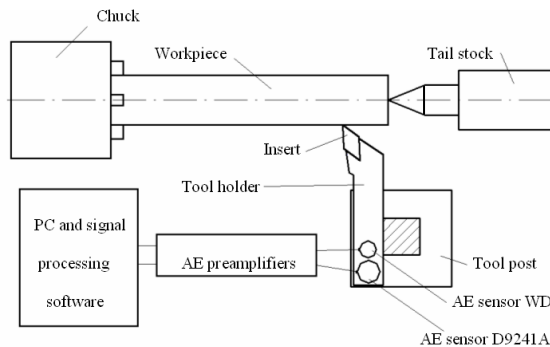 Chuck
Workpiece
Tail stock
Insert
Tool holder
PC and signal
processing
software
AE preamplifiers
Tool post
AE sensor WD
AE sensor D9241A